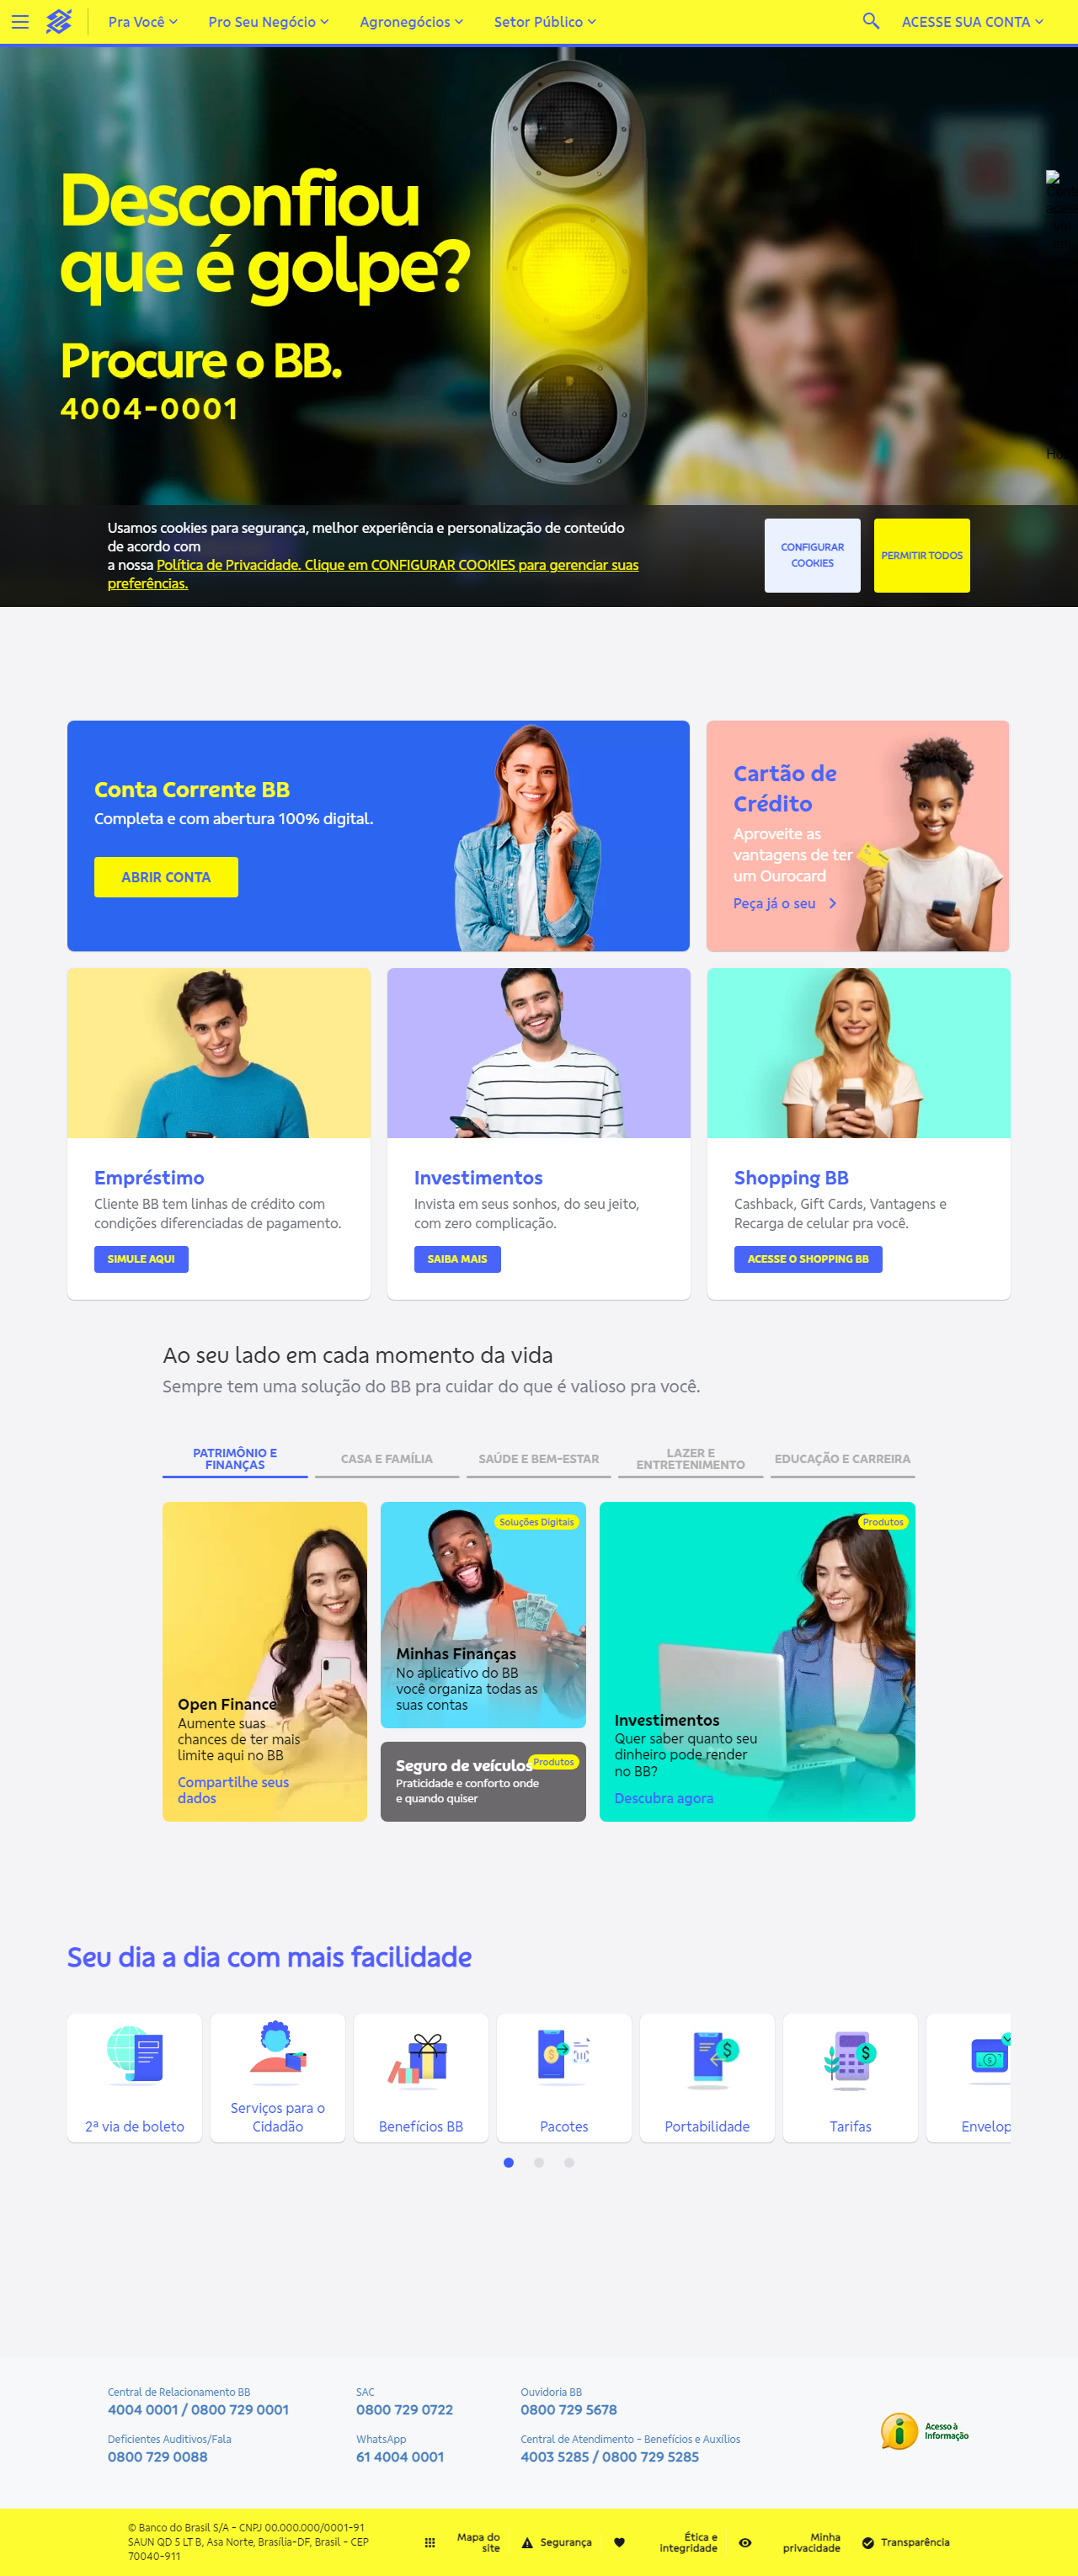 Pra Você
Pro Seu Negócio
Agronegócios
Setor Público
ACESSE SUA CONTA
Desconfiou
que é golpe?
Procure o BB.
4004-0001
Usamos cookies para segurança, melhor experiência e personalização de conteúdo
de acordo com
a nossa Política de Privacidade. Clique em CONFIGURAR COOKIES para gerenciar suas
preferências.
CONFIGURAR
COOKIES
PERMITIR TODOS
Conta Corrente BB
Completa e com abertura 100% digital.
ABRIR CONTA
Cartão de
Crédito
Aproveite as
vantagens de ter
um Ourocard
Peça já o seu
Empréstimo
Cliente BB tem linhas de crédito com
condições diferenciadas de pagamento.
SIMULE AQUI
Investimentos
Invista em seus sonhos, do seu jeito,
com zero complicação.
SAIBA MAIS
Shopping BB
Cashback, Gift Cards, Vantagens e
Recarga de celular pra você.
ACESSE O SHOPPING BB
Ao seu lado em cada momento da vida
Sempre tem uma solução do BB pra cuidar do que é valioso pra você.
PATRIMÔNIO E
FINANÇAS
CASA E FAMÍLIA
SAÚDE E BEM-ESTAR
LAZER E
ENTRETENIMENTO
EDUCAÇÃO E CARREIRA
Open Finance
Aumente suas
chances de ter mais
limite aqui no BB
Compartilhe seus
dados
Soluções Digitais
Minhas Finanças
No aplicativo do BB
você organiza todas as
suas contas
Seguro de veículos
Produtos
Praticidade e conforto onde
e quando quiser
Produtos
Investimentos
Quer saber quanto seu
dinheiro pode render
no BB?
Descubra agora
Seu dia a dia com mais facilidade
2ª via de boleto
Serviços para o
Cidadão
Benefícios BB
Pacotes
Portabilidade
Tarifas
Envelop
Central de Relacionamento BB
4004 0001 / 0800 729 0001
SAC
0800 729 0722
Ouvidoria BB
0800 729 5678
Deficientes Auditivos/Fala
0800 729 0088
WhatsApp
61 4004 0001
Central de Atendimento - Benefícios e Auxílios
4003 5285 / 0800 729 5285
Acesso à
Informação
© Banco do Brasil S/A - CNPJ 00.000.000/0001-91
SAUN QD 5 LT B, Asa Norte, Brasília-DF, Brasil - CEP
70040-911
Mapa do
site
Segurança
Ética e
integridade
Minha
privacidade
Transparência